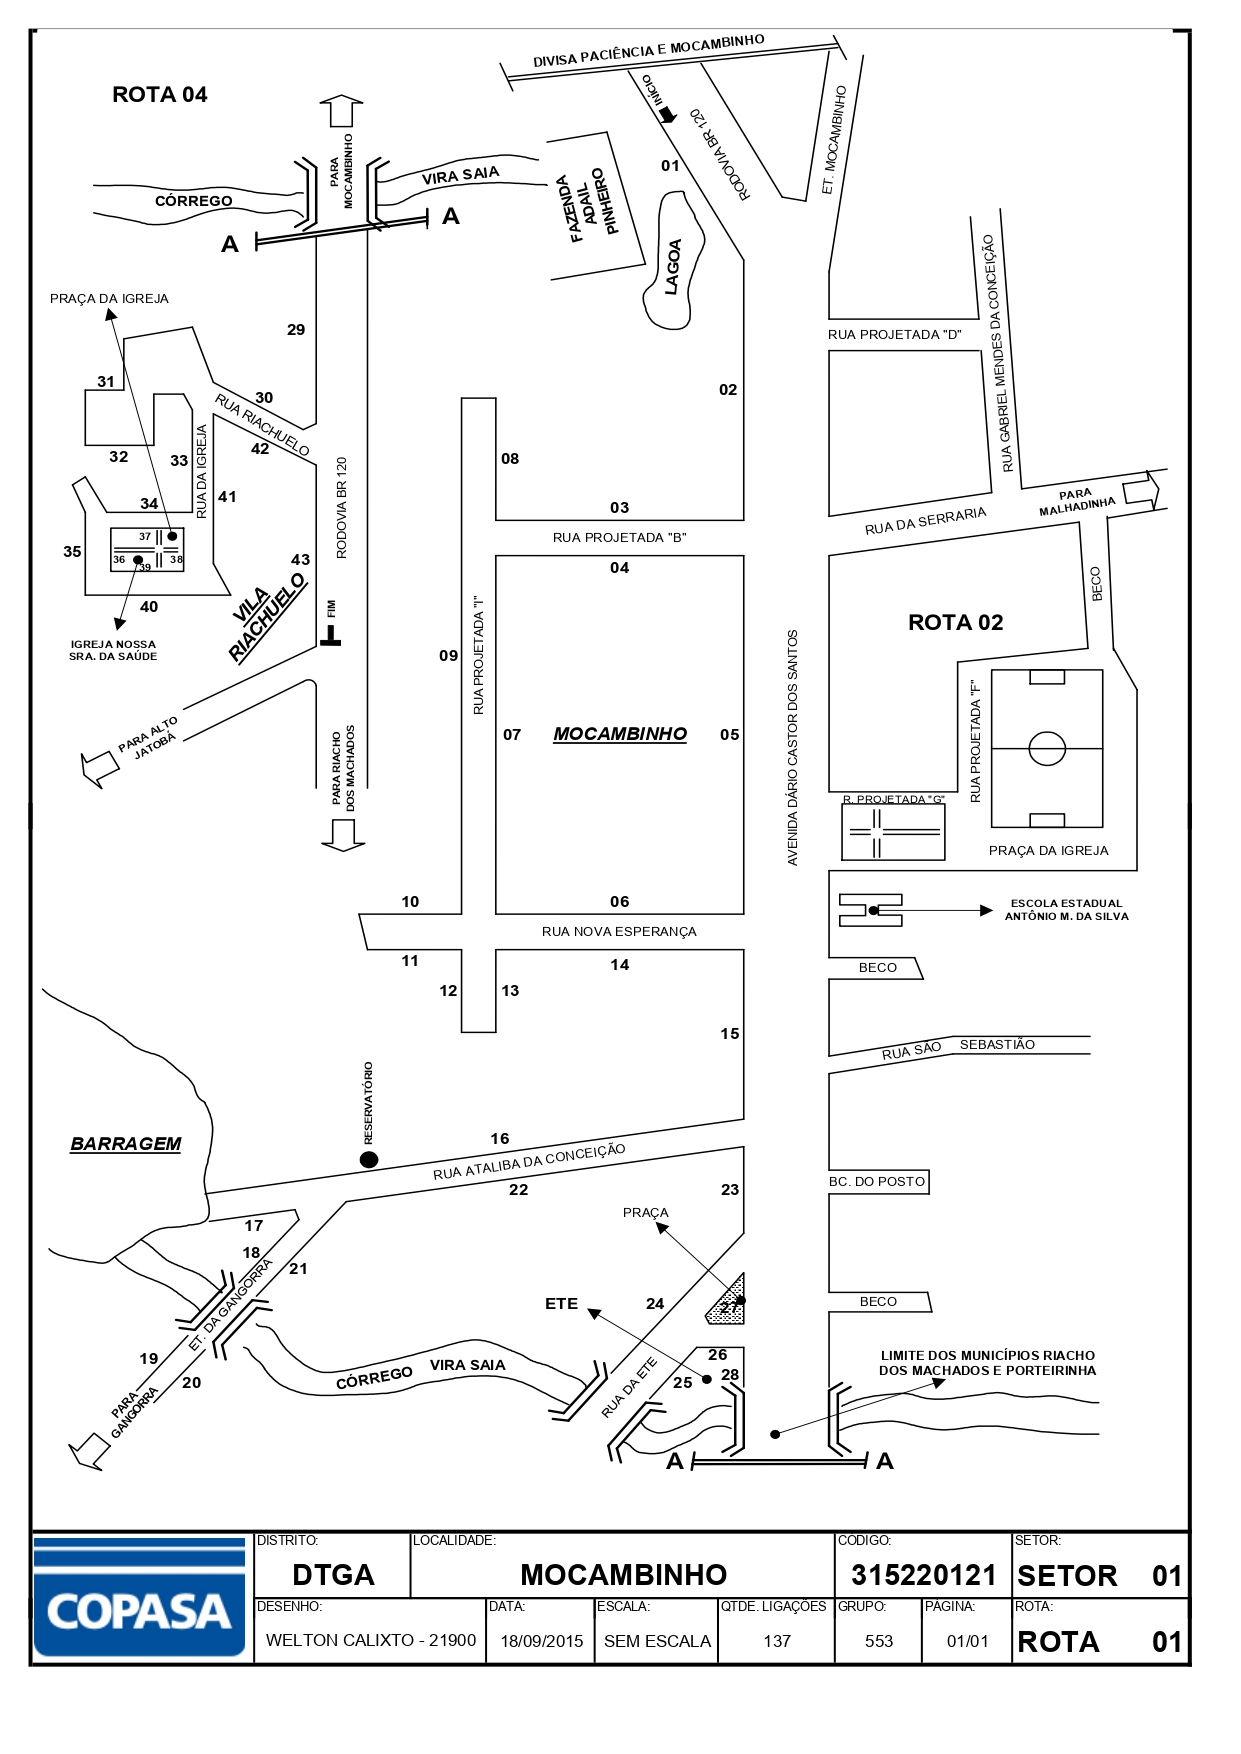 DIVISA PACIÊNCIA E MOCAMBINHO
ROTA 04
INÍCIO
RODOVIA BR 120
ET. MOCAMBINHO
01
PARA
MOCAMBINHO
CÓRREGO
VIRA SAIA
FAZENDA
ADAIL
PINHEIRO
LAGOA
A
A
PRAÇA DA IGREJA
29
RUA PROJETADA "D"
RUA GABRIEL MENDES DA CONCEIÇÃO
31
30
02
RUA RIACHUELO
42
32
33
RUA DA IGREJA
41
08
34
03
RODOVIA BR 120
RUA DA SERRARIA
PARA
MALHADINHA
37
36
38
39
35
43
RUA PROJETADA "B"
04
40
VILA
RIACHUELO
FIM
BECO
ROTA 02
IGREJA NOSSA
SRA. DA SAÚDE
09
RUA PROJETADA "I"
07
MOCAMBINHO
05
AVENIDA DÁRIO CASTOR DOS SANTOS
RUA PROJETADA "F"
PARA ALTO
JATOBÁ
PARA RIACHO
DOS MACHADOS
R. PROJETADA "G"
PRAÇA DA IGREJA
10
06
ESCOLA ESTADUAL
ANTÔNIO M. DA SILVA
RUA NOVA ESPERANÇA
11
14
BECO
12
13
15
RUA SÃO
SEBASTIÃO
RESERVATÓRIO
BARRAGEM
16
RUA ATALIBA DA CONCEIÇÃO
22
23
BC. DO POSTO
17
PRAÇA
18
21
ET. DA GANGORRA
ETE
24
27
BECO
19
20
PARA
GANGORRA
CÓRREGO
VIRA SAIA
RUA DA ETE
26
25
28
LIMITE DOS MUNICÍPIOS RIACHO
DOS MACHADOS E PORTEIRINHA
A
A
COPASA
DISTRITO:
DTGA
LOCALIDADE:
MOCAMBINHO
CODIGO:
315220121
SETOR:
SETOR 01
DESENHO:
WELTON CALIXTO - 21900
DATA:
18/09/2015
ESCALA:
SEM ESCALA
QTDE. LIGAÇÕES
137
GRUPO:
553
PÁGINA:
01/01
ROTA:
ROTA 01